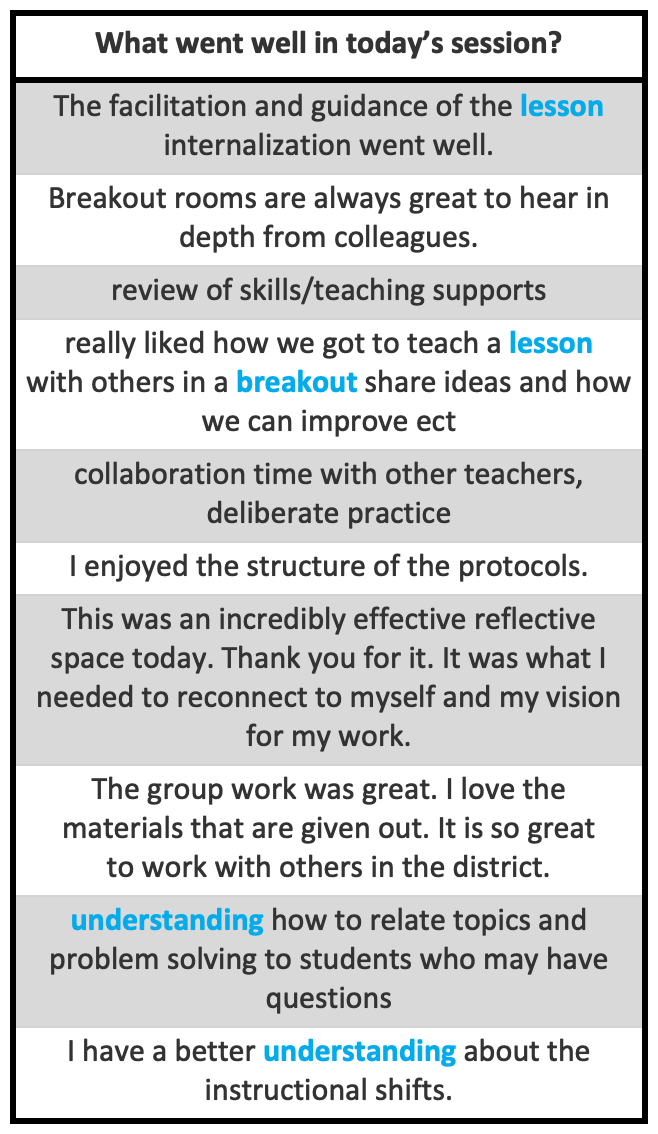 What went well in today's session?
The facilitation and guidance of the lesson
internalization went well.
Breakout rooms are always great to hear in
depth from colleagues.
review of skills/teaching supports
really liked how we got to teach a lesson
with others in a breakout share ideas and how
we can improve ect
collaboration time with other teachers,
deliberate practice
I enjoyed the structure of the protocols.
This was an incredibly effective reflective
space today. Thank you for it. It was what I
needed to reconnect to myself and my vision
for my work.
The group work was great. I love the
materials that are given out. It is so great
to work with others in the district.
understanding how to relate topics and
problem solving to students who may have
questions
I have a better understanding about the
instructional shifts.